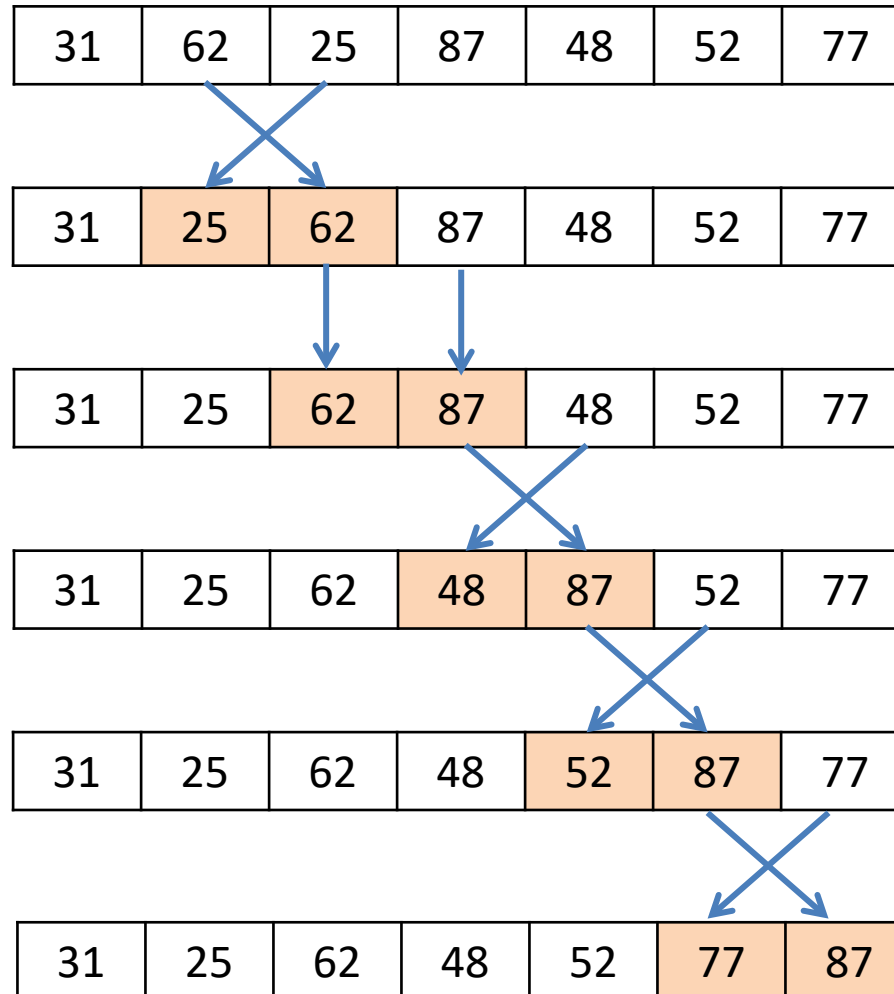 31 62 25 87 48 52 77
31 25 62 87 48 52 77
31 25 62 87 48 52 77
31 25 62 48 87 52 77
31 25 62 48 52 87 77
31 25 62 48 52 77 87